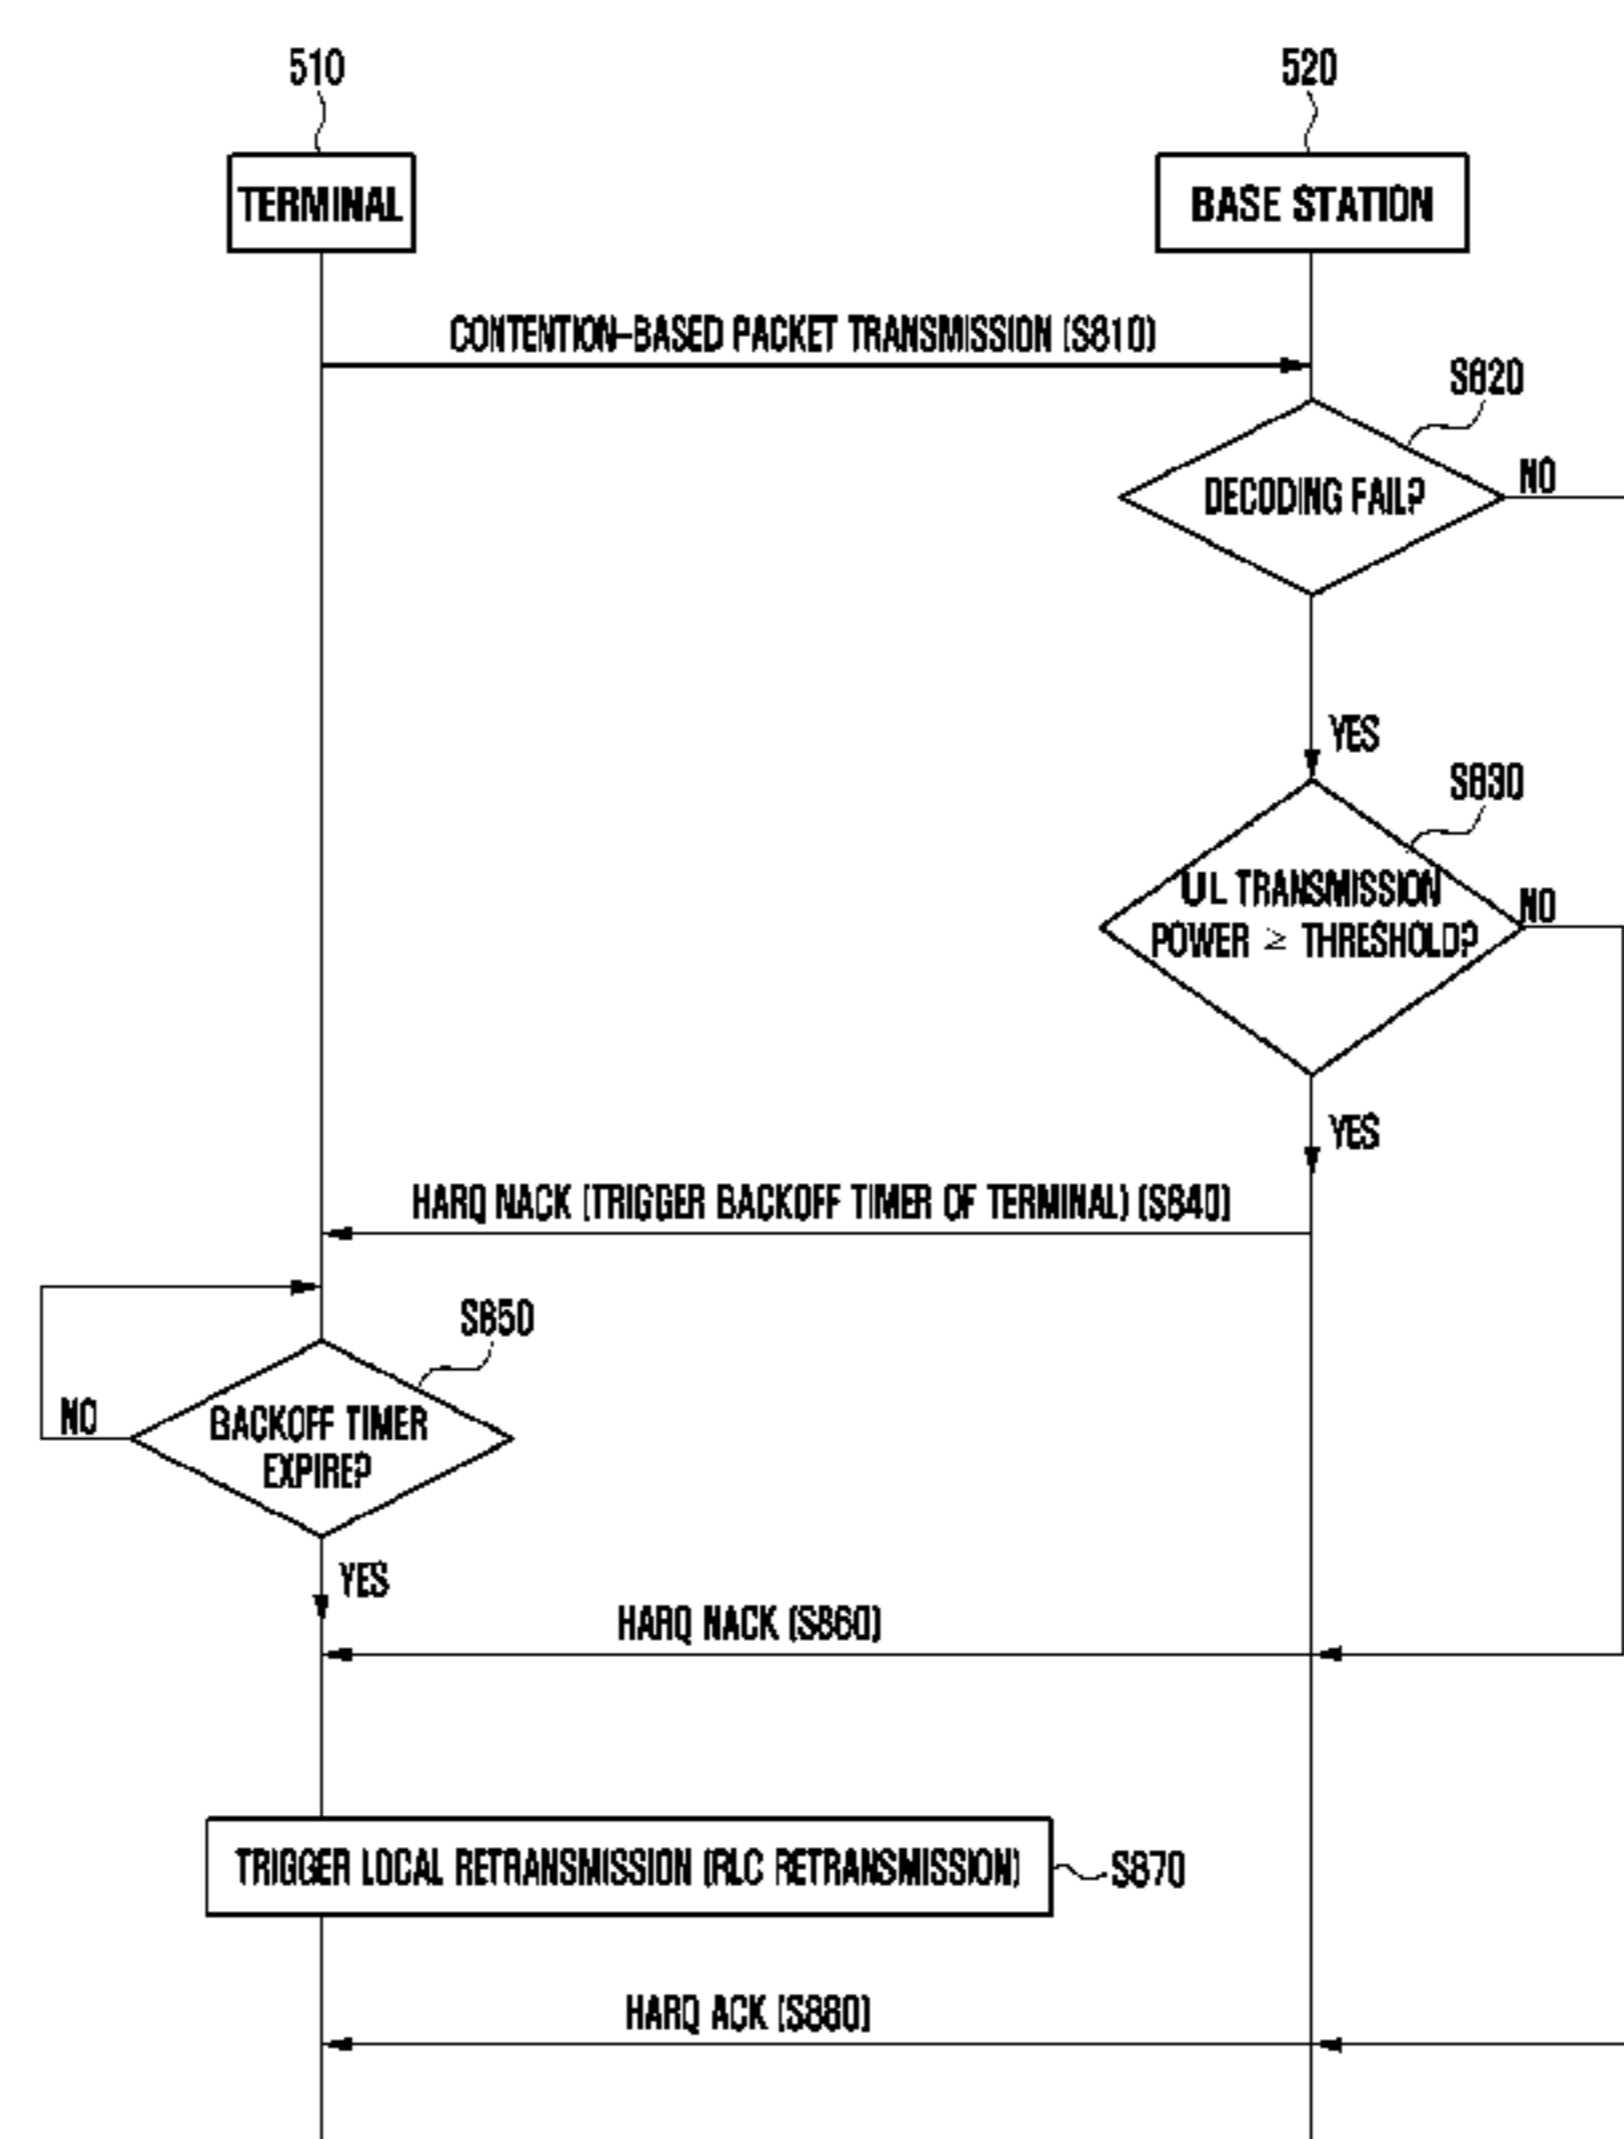 510
520
TERMINAL
BASE STATION
CONTENTION-BASED PACKET TRANSMISSION (S810)
S820
DECODING FAIL?
NO
YES
S830
UL TRANSMISSION
POWER ≥ THRESHOLD?
NO
YES
HARQ NACK (TRIGGER BACKOFF TIMER OF TERMINAL) (S840)
S850
BACKOFF TIMER
EXPIRE?
NO
YES
HARQ NACK (S860)
TRIGGER LOCAL RETRANSMISSION (RLC RETRANSMISSION)
S870
HARQ ACK (S880)